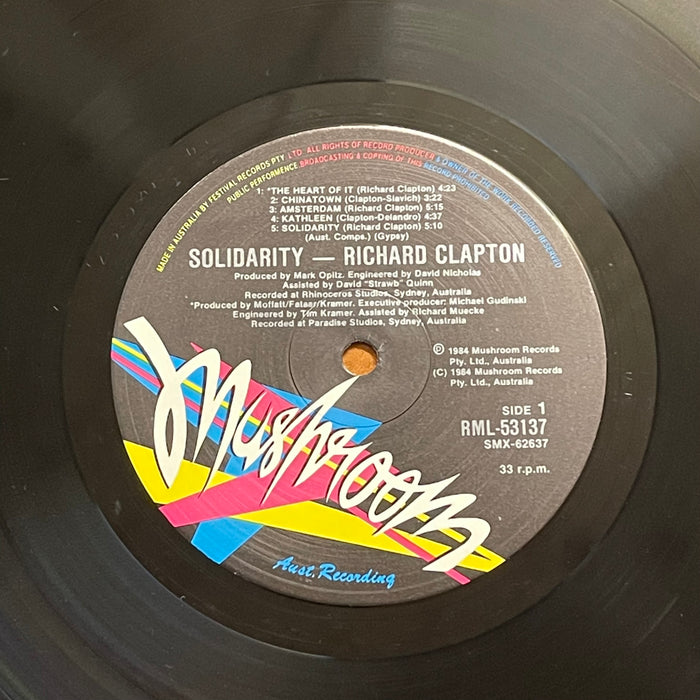 MADE IN AUSTRALIA BY FESTIVAL RECORDS PTY LTD. ALL RIGHTS OF RECORD PRODUCER & OWNER OF THE WORK RECORDED RESERVED
PUBLIC PERFORMENCE BROADCASTING & COPYING OF THIS RECORD PROHIBITED
1: *THE HEART OF IT (Richard Clapton) 4:23
2: CHINATOWN (Clapton-Slavich) 3:22
3: AMSTERDAM (Richard Clapton) 5:15
4: KATHLEEN (Clapton-Delandro) 4:37
5: SOLIDARITY (Richard Clapton) 5:10
(Aust. Comps.) (Gypsy)
SOLIDARITY — RICHARD CLAPTON
Produced by Mark Opitz. Engineered by David Nicholas
Assisted by David "Strawb" Quinn
Recorded at Rhinoceros Studios, Sydney, Australia
*Produced by Moffatt/Falaay/Kramer. Executive producer: Michael Gudinski
Engineered by Tim Kramer. Assisted by Richard Muecke
Recorded at Paradise Studios, Sydney, Australia
Ⓟ 1984 Mushroom Records
Pty. Ltd., Australia
(C) 1984 Mushroom Records
Pty. Ltd., Australia
SIDE 1
RML-53137
SMX-62637
33 r.p.m.
Mushroom
Aust. Recording